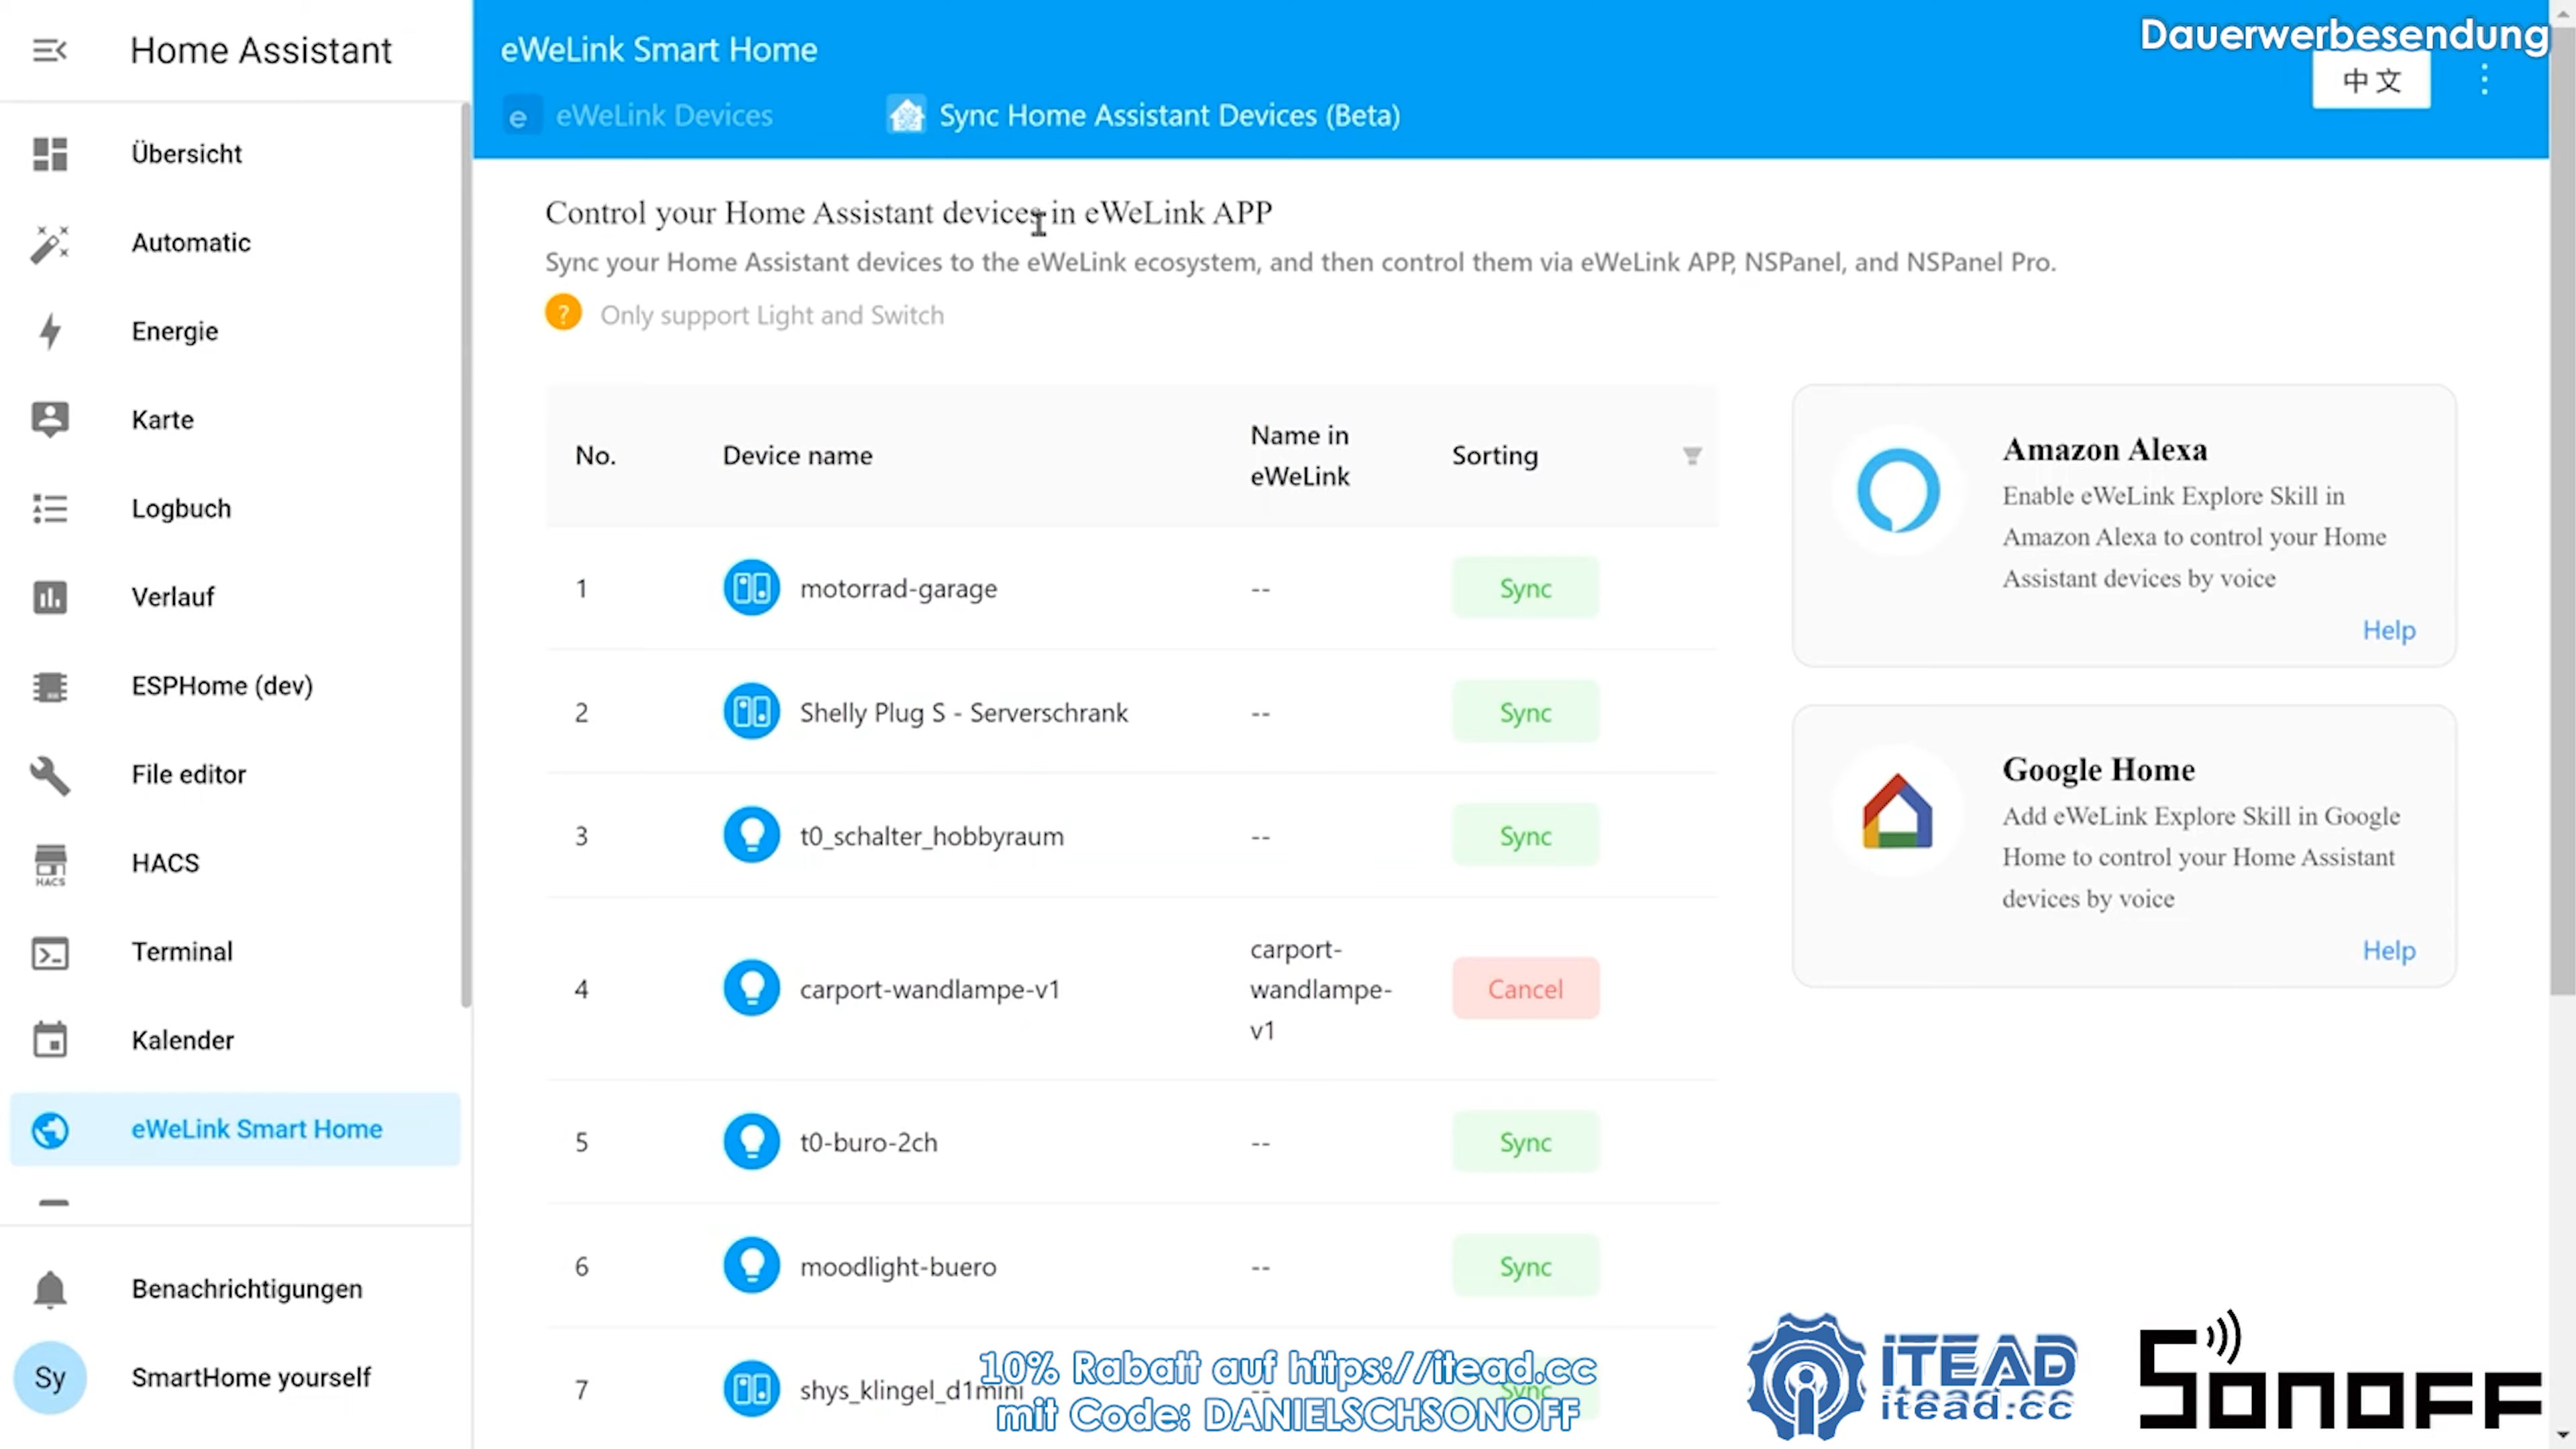 Home Assistant
Übersicht
Automatic
Energie
Karte
Logbuch
Verlauf
ESPHome (dev)
File editor
HACS
HACS
Terminal
Kalender
eWeLink Smart Home
Benachrichtigungen
Sy
SmartHome yourself
eWeLink Smart Home
Dauerwerbesendung
中文
e eWeLink Devices
Sync Home Assistant Devices (Beta)
Control your Home Assistant devices in eWeLink APP
Sync your Home Assistant devices to the eWeLink ecosystem, and then control them via eWeLink APP, NSPanel, and NSPanel Pro.
? Only support Light and Switch
No. Device name Name in eWeLink Sorting
1 motorrad-garage -- Sync
2 Shelly Plug S - Serverschrank -- Sync
3 t0_schalter_hobbyraum -- Sync
4 carport-wandlampe-v1 carport-wandlampe-v1 Cancel
5 t0-buro-2ch -- Sync
6 moodlight-buero -- Sync
7 shys_klingel_d1mini -- Sync
Amazon Alexa
Enable eWeLink Explore Skill in
Amazon Alexa to control your Home
Assistant devices by voice
Help
Google Home
Add eWeLink Explore Skill in Google
Home to control your Home Assistant
devices by voice
Help
10% Rabatt auf https://itead.cc
mit Code: DANIELSCHSONOFF
ITEAD
itead.cc
SONOFF